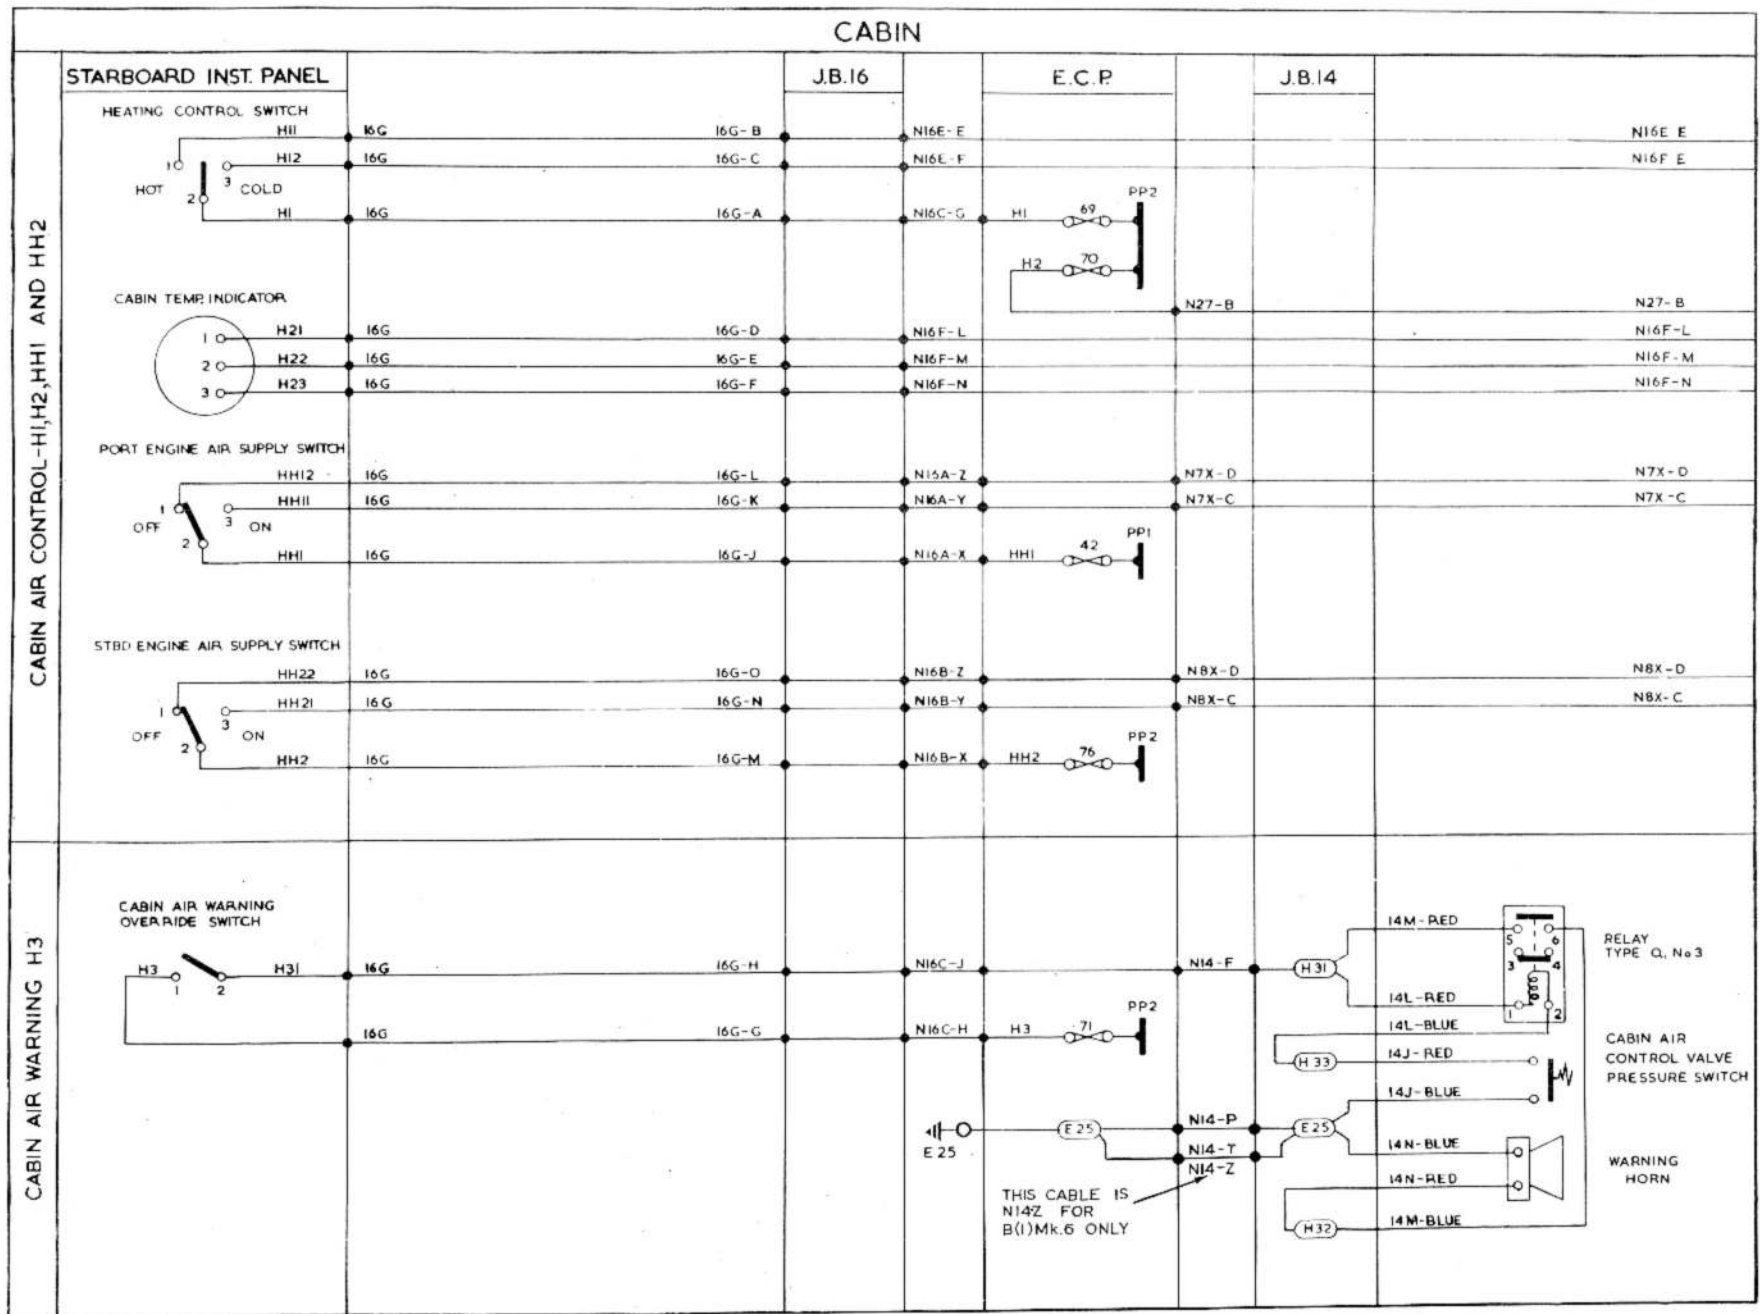 CABIN
CABIN AIR CONTROL-H1,H2,HH1 AND HH2
STARBOARD INST. PANEL
J.B.16
E.C.P.
J.B.14
HEATING CONTROL SWITCH
H11 16G 16G-B N16E-E N16E E
1 H12 16G 16G-C N16E-F N16F E
HOT 3 COLD
2
PP2
H1 16G 16G-A N16C-G H1 69
H2 70
CABIN TEMP. INDICATOR
N27-B N27-B
1 H21 16G 16G-D N16F-L N16F-L
2 H22 16G 16G-E N16F-M N16F-M
3 H23 16G 16G-F N16F-N N16F-N
PORT ENGINE AIR SUPPLY SWITCH
HH12 16G 16G-L N16A-Z N7X-D N7X-D
1 HH11 16G 16G-K N16A-Y N7X-C N7X-C
OFF 3 ON
2
PP1
HH1 16G 16G-J N16A-X HH1 42
STBD ENGINE AIR SUPPLY SWITCH
HH22 16G 16G-O N16B-Z N8X-D N8X-D
1 HH21 16G 16G-N N16B-Y N8X-C N8X-C
OFF 3 ON
2
PP2
HH2 16G 16G-M N16B-X HH2 76
CABIN AIR WARNING H3
CABIN AIR WARNING
OVERRIDE SWITCH
14M-RED
5 6
3 4
RELAY
TYPE Q. No3
H3 H31 16G 16G-H N16C-J N14-F H31
1 2
14L-RED
1 2
PP2
14L-BLUE
16G 16G-G N16C-H H3 71
H33 14J-RED
CABIN AIR
CONTROL VALVE
PRESSURE SWITCH
14J-BLUE
E25 E25 N14-P E25
N14-T 14N-BLUE
N14-Z
WARNING
HORN
14N-RED
THIS CABLE IS
N14Z FOR
B(1)Mk.6 ONLY
H32 14M-BLUE